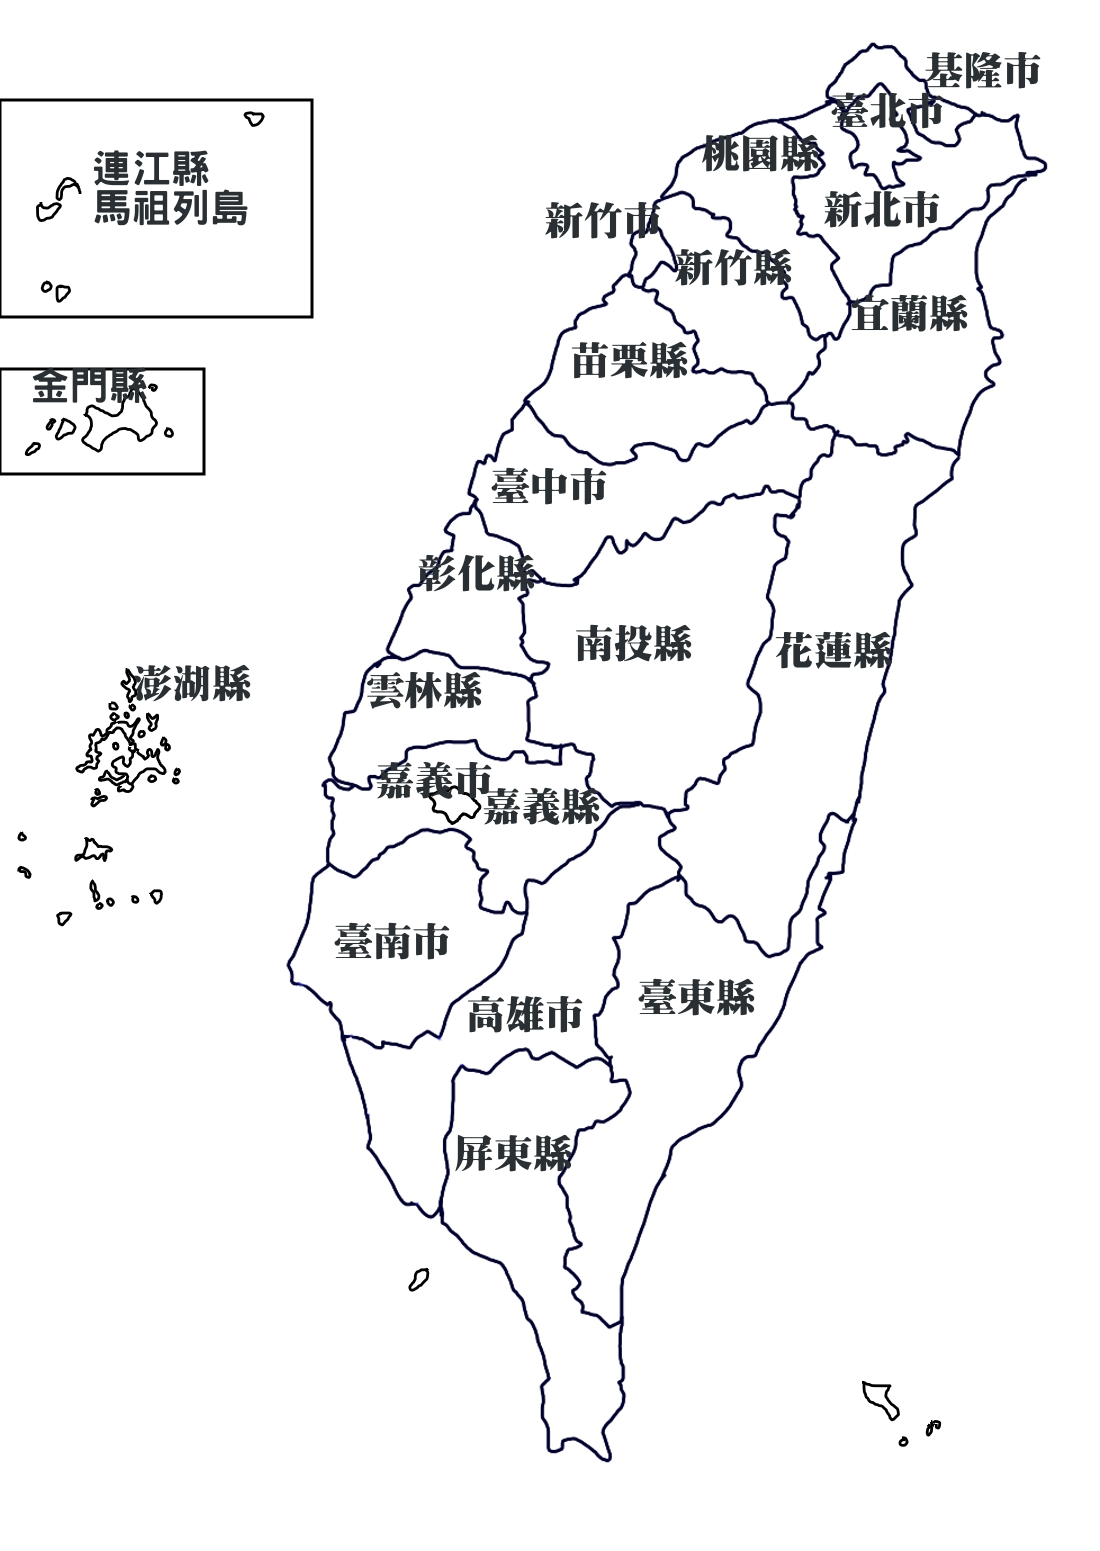 基隆市
臺北市
桃園縣
連江縣
馬祖列島
新北市
新竹市
新竹縣
宜蘭縣
苗栗縣
金門縣
臺中市
彰化縣
南投縣
花蓮縣
澎湖縣
雲林縣
嘉義市
嘉義縣
臺南市
臺東縣
高雄市
屏東縣